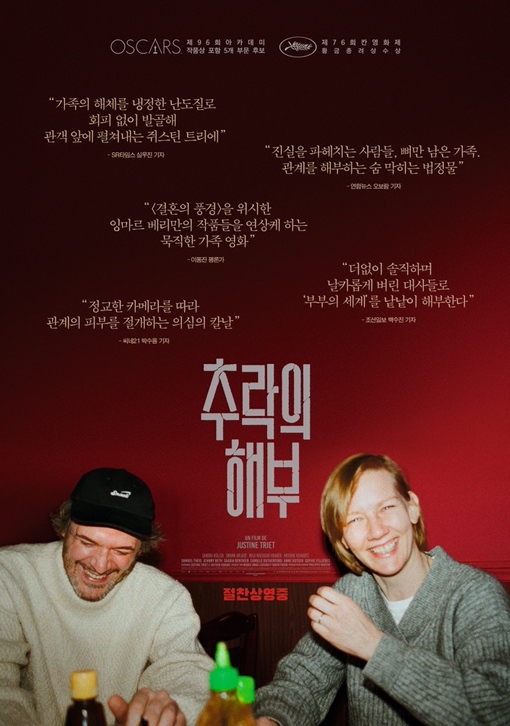 OSCARS
제96회아카데미
작품상 포함 5개 부문 후보
제76회칸영화제
황금종려상수상
“가족의 해체를 냉정한 난도질로
회피 없이 발골해
관객 앞에 펼쳐내는 쥐스틴 트리에”
- SR타임스 심우진 기자
“진실을 파헤치는 사람들, 뼈만 남은 가족.
관계를 해부하는 숨 막히는 법정물”
- 연합뉴스 오보람 기자
“〈결혼의 풍경〉을 위시한
잉마르 베리만의 작품들을 연상케 하는
묵직한 가족 영화”
- 이동진 평론가
“더없이 솔직하며
날카롭게 버린 대사들로
‘부부의 세계’를 낱낱이 해부한다”
- 조선일보 백수진 기자
“정교한 카메라를 따라
관계의 피부를 절개하는 의심의 칼날”
- 씨네21 박수용 기자
추락의
해부
UN FILM DE
JUSTINE TRIET
절찬상영중